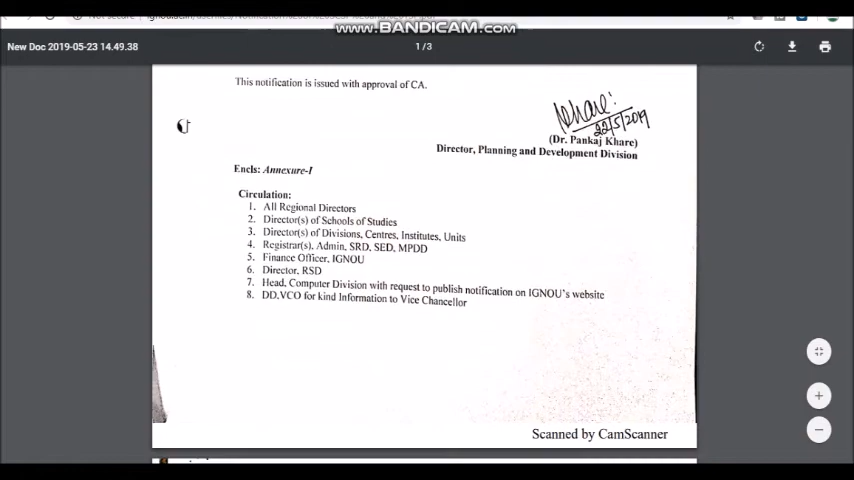 www.BANDICAM.com
New Doc 2019-05-23 14.49.38
1/3
This notification is issued with approval of CA.
Khare
22/5/2019
(Dr. Pankaj Khare)
Director, Planning and Development Division
Encls: Annexure-I
Circulation:
1. All Regional Directors
2. Director(s) of Schools of Studies
3. Director(s) of Divisions, Centres, Institutes, Units
4. Registrar(s), Admin, SRD, SED, MPDD
5. Finance Officer, IGNOU
6. Director, RSD
7. Head, Computer Division with request to publish notification on IGNOU's website
8. DD.VCO for kind Information to Vice Chancellor
Scanned by CamScanner